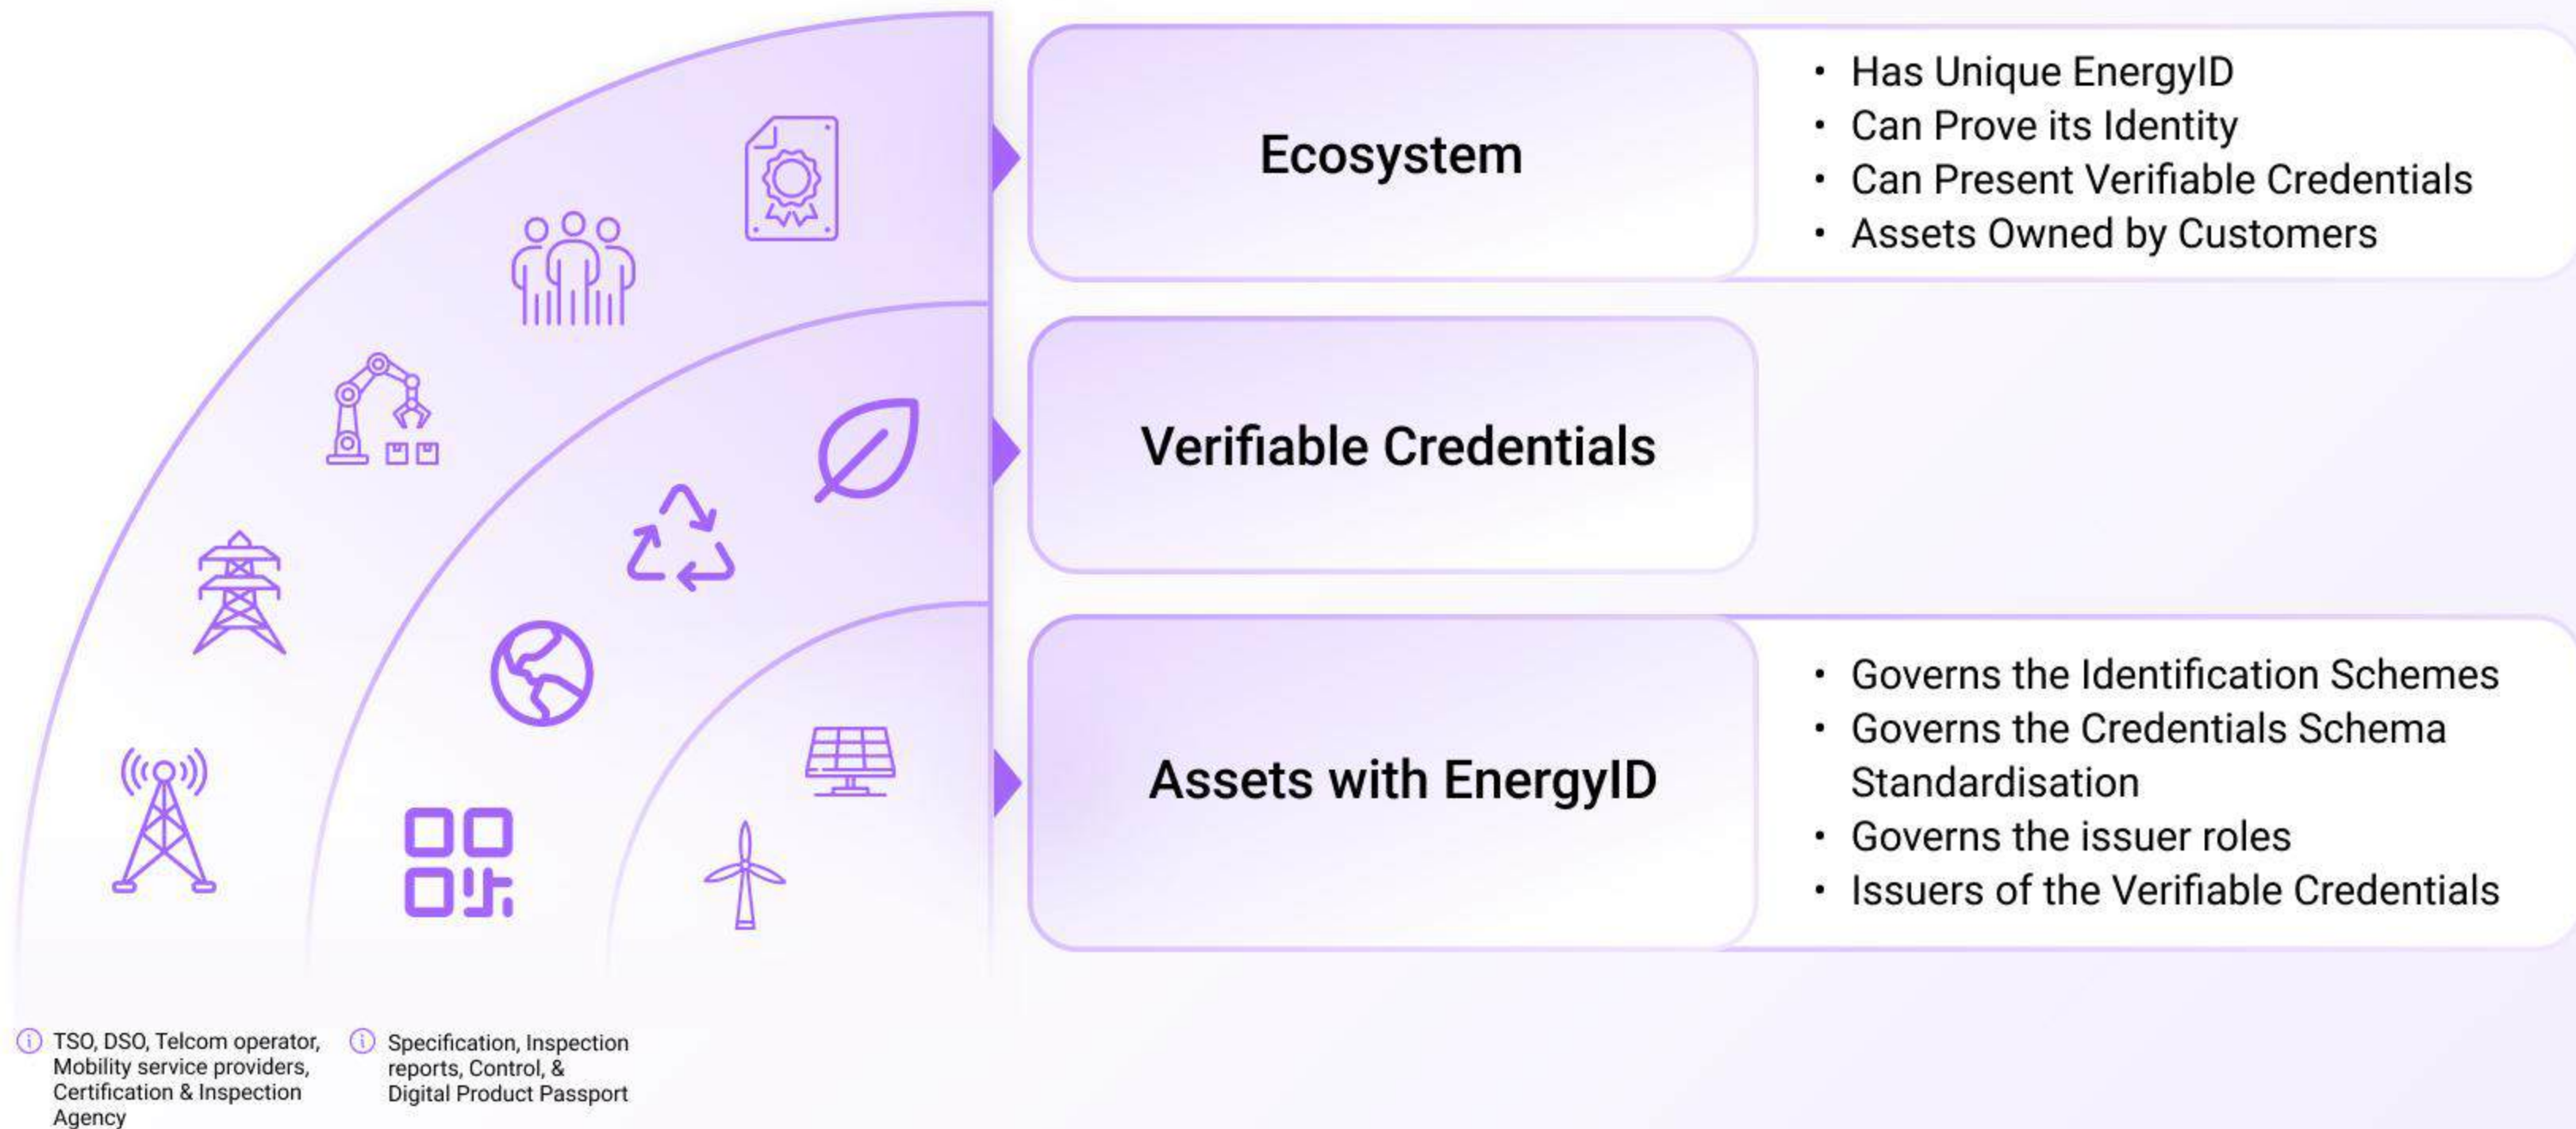 Ecosystem
• Has Unique EnergyID
• Can Prove its Identity
• Can Present Verifiable Credentials
• Assets Owned by Customers
Verifiable Credentials
Assets with EnergyID
• Governs the Identification Schemes
• Governs the Credentials Schema
Standardisation
• Governs the issuer roles
• Issuers of the Verifiable Credentials
TSO, DSO, Telcom operator,
Mobility service providers,
Certification & Inspection
Agency
Specification, Inspection
reports, Control, &
Digital Product Passport